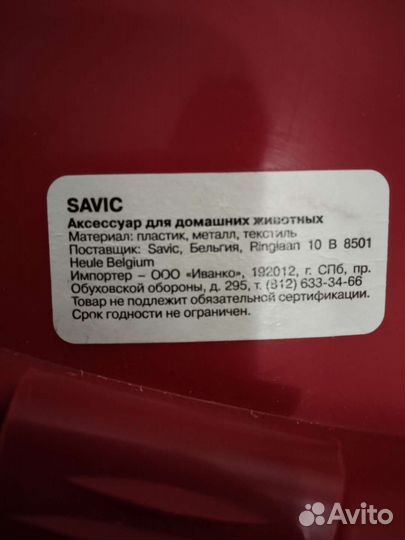 SAVIC
Аксессуар для домашних животных
Материал: пластик, металл, текстиль
Поставщик: Savic, Бельгия, Ringlaan 10 B 8501
Heule Belgium
Импортер – ООО «Иванко», 192012, г. СПб, пр.
Обуховской обороны, д. 295, т. (812) 633-34-66
Товар не подлежит обязательной сертификации.
Срок годности не ограничен.
Avito